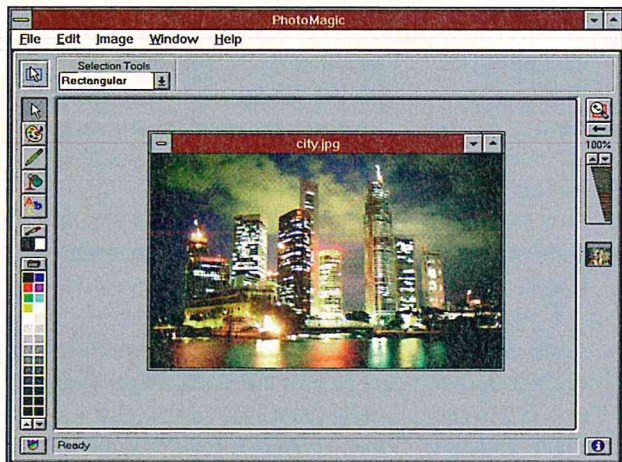 PhotoMagic
File Edit Image Window Help
Selection Tools
Rectangular
city.jpg
100%
Ready